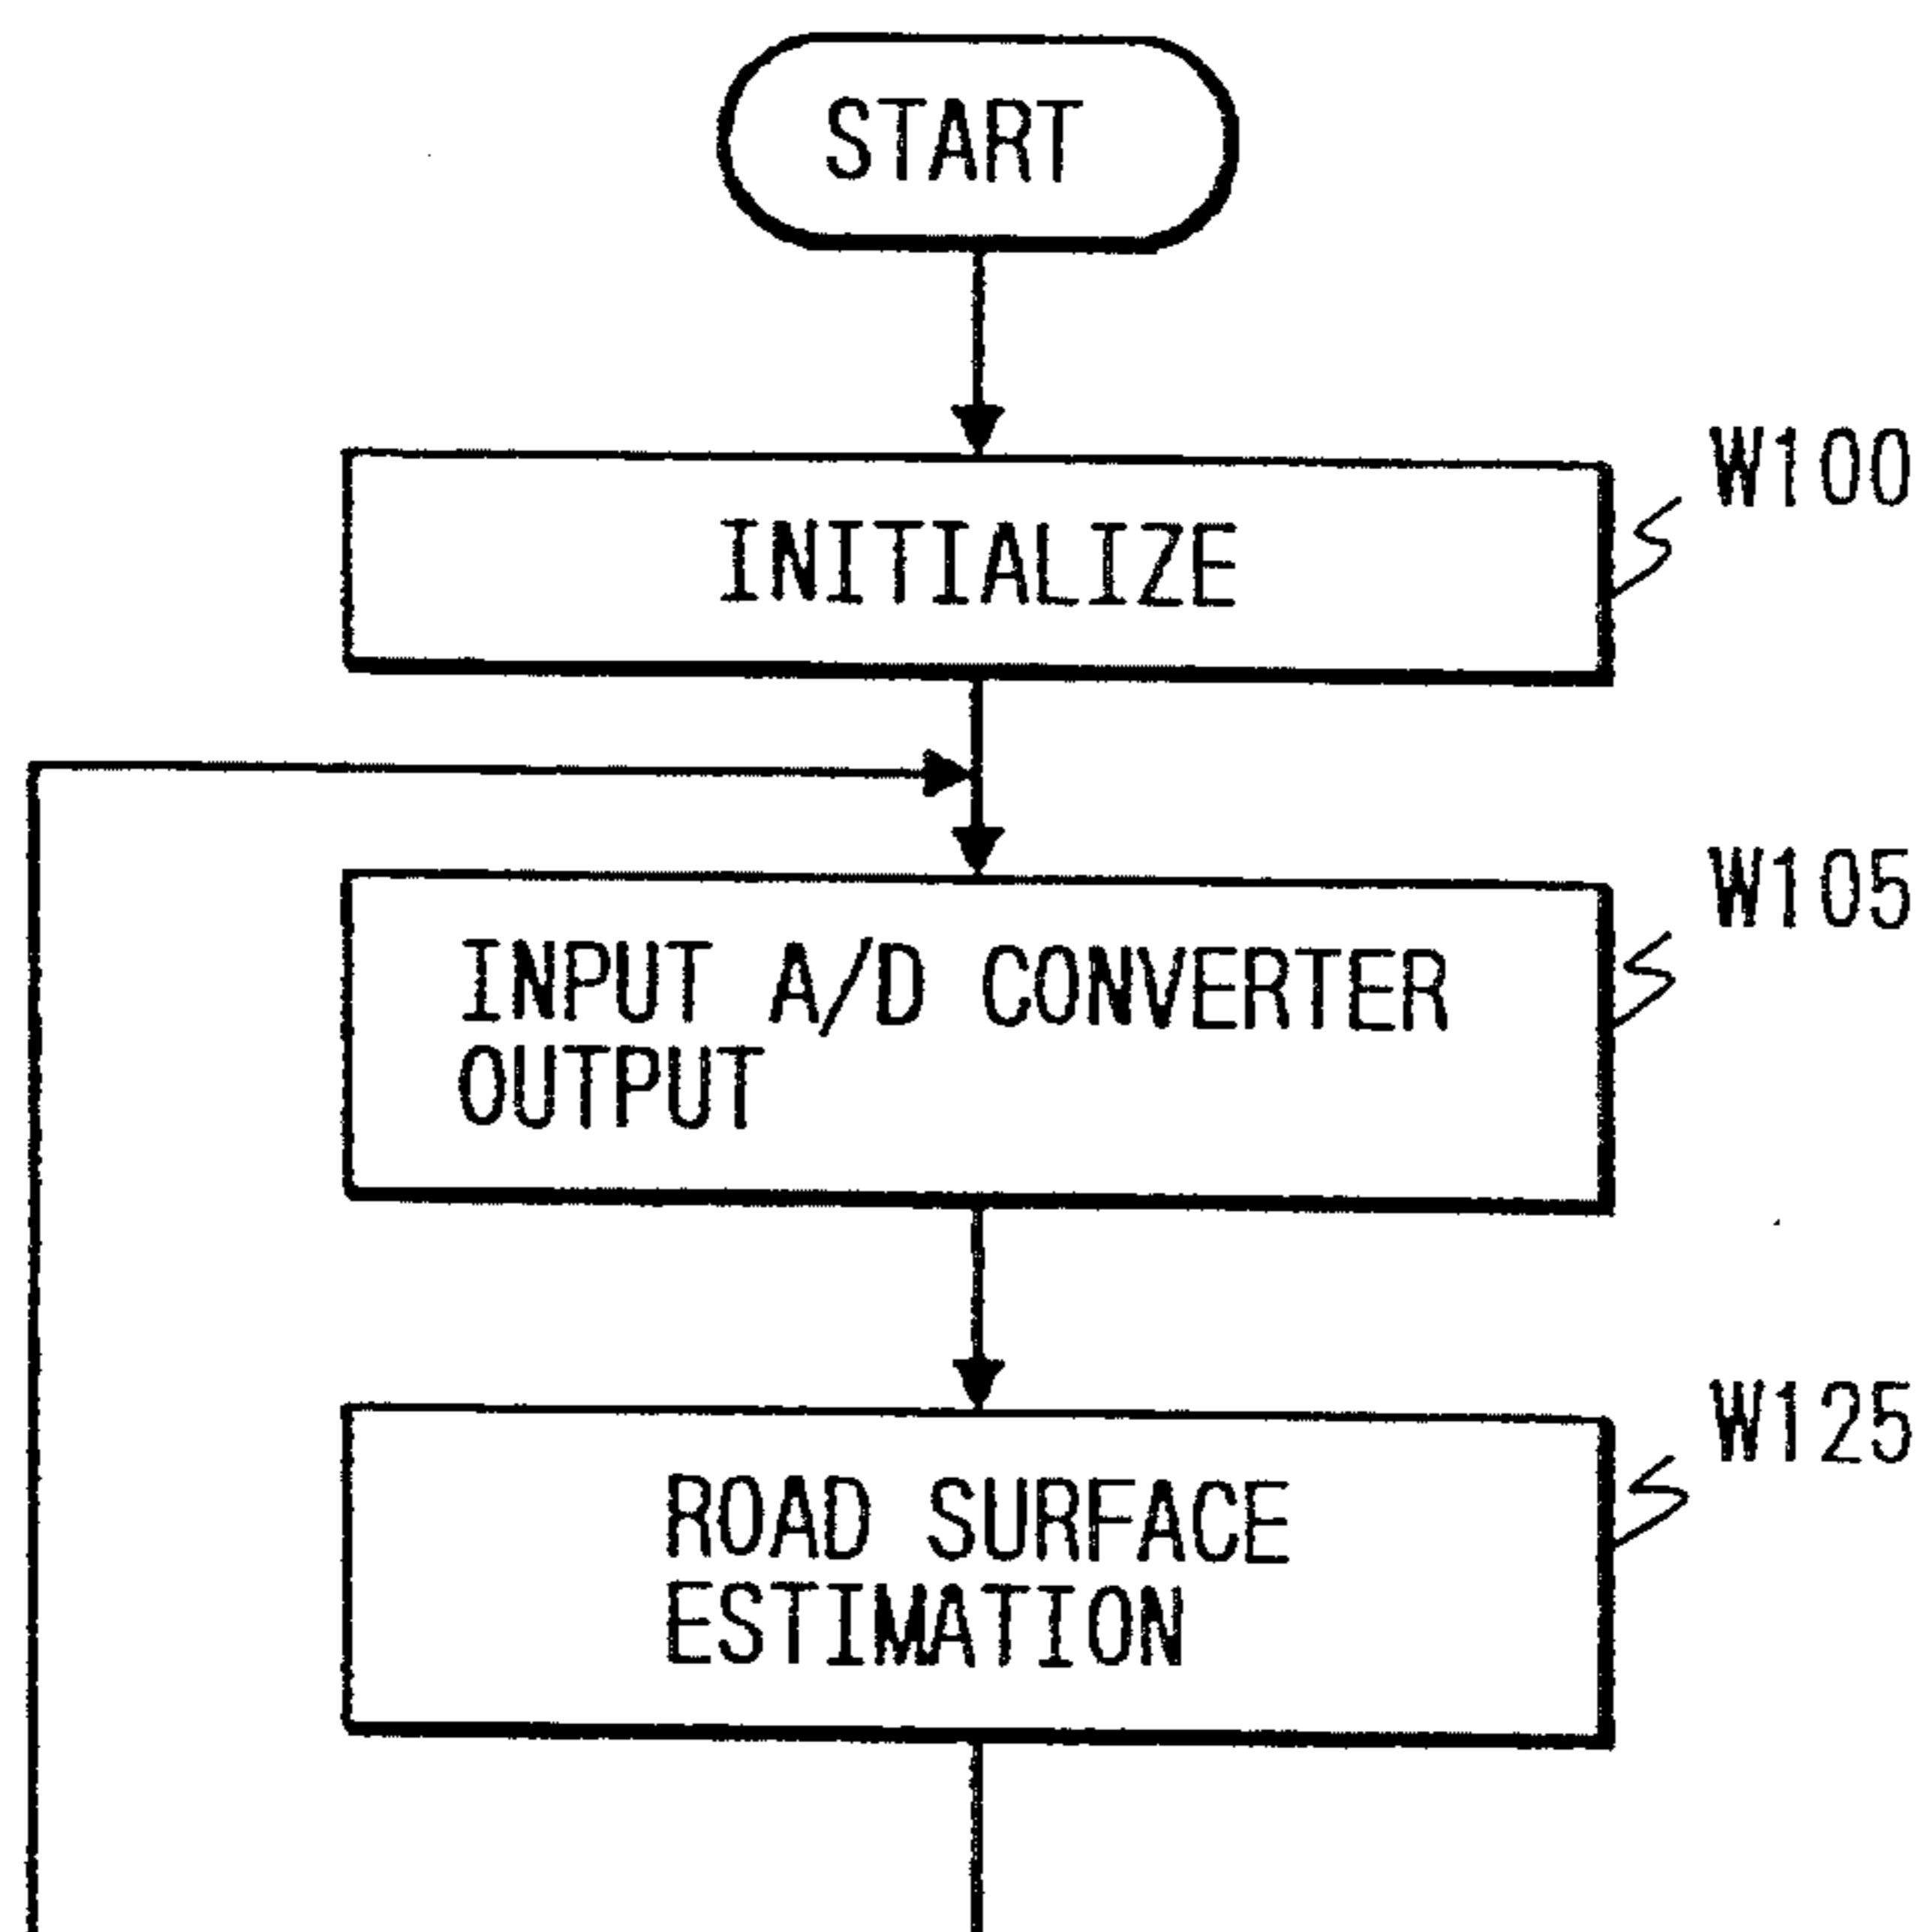 START
W100
INITIALIZE
W105
INPUT A/D CONVERTER
OUTPUT
W125
ROAD SURFACE
ESTIMATION